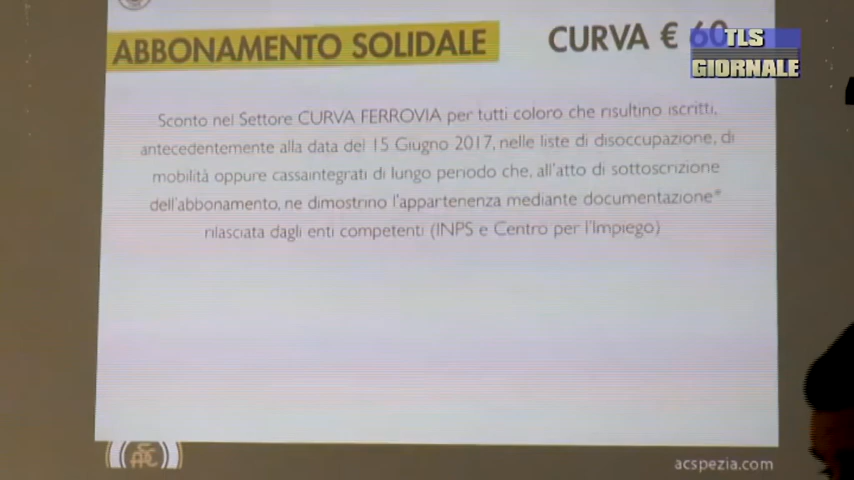 ABBONAMENTO SOLIDALE
CURVA € 60
TLS
GIORNALE
Sconto nel Settore CURVA FERROVIA per tutti coloro che risultino iscritti,
antecedentemente alla data del 15 Giugno 2017, nelle liste di disoccupazione, di
mobilità oppure cassaintegrati di lungo periodo che, all'atto di sottoscrizione
dell'abbonamento, ne dimostrino l'appartenenza mediante documentazione*
rilasciata dagli enti competenti (INPS e Centro per l'Impiego)
acspezia.com